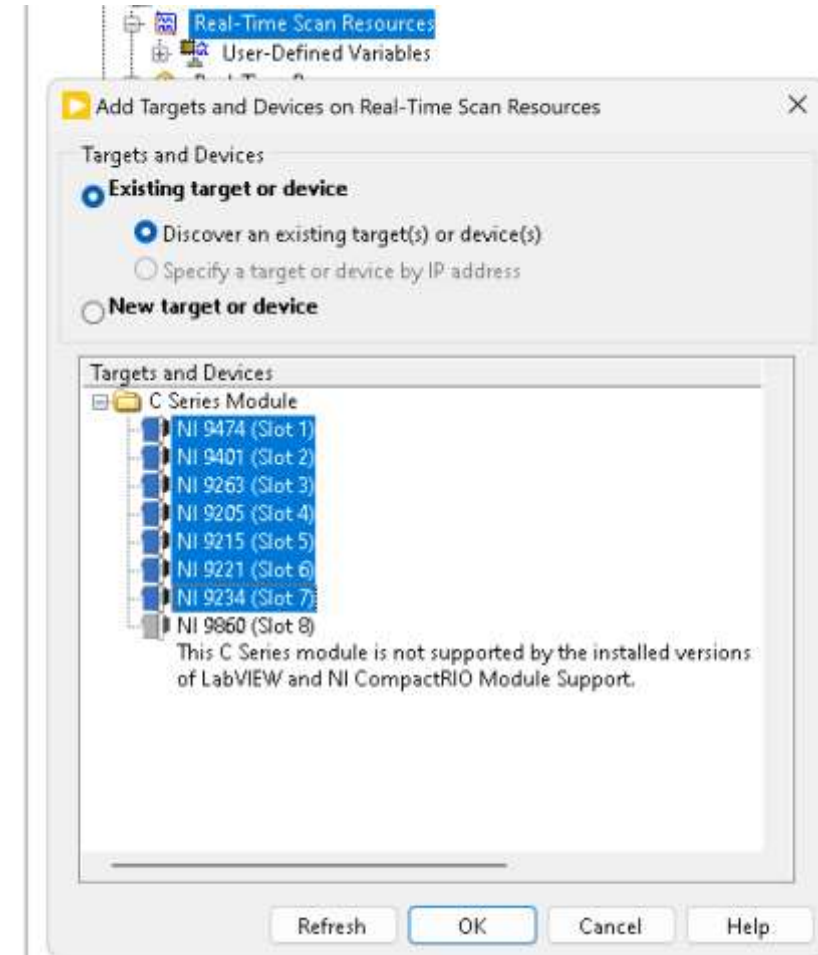 Real-Time Scan Resources
User-Defined Variables
Add Targets and Devices on Real-Time Scan Resources
Targets and Devices
Existing target or device
Discover an existing target(s) or device(s)
Specify a target or device by IP address
New target or device
Targets and Devices
C Series Module
NI 9474 (Slot 1)
NI 9401 (Slot 2)
NI 9263 (Slot 3)
NI 9205 (Slot 4)
NI 9215 (Slot 5)
NI 9221 (Slot 6)
NI 9234 (Slot 7)
NI 9860 (Slot 8)
This C Series module is not supported by the installed versions
of LabVIEW and NI CompactRIO Module Support.
Refresh OK Cancel Help